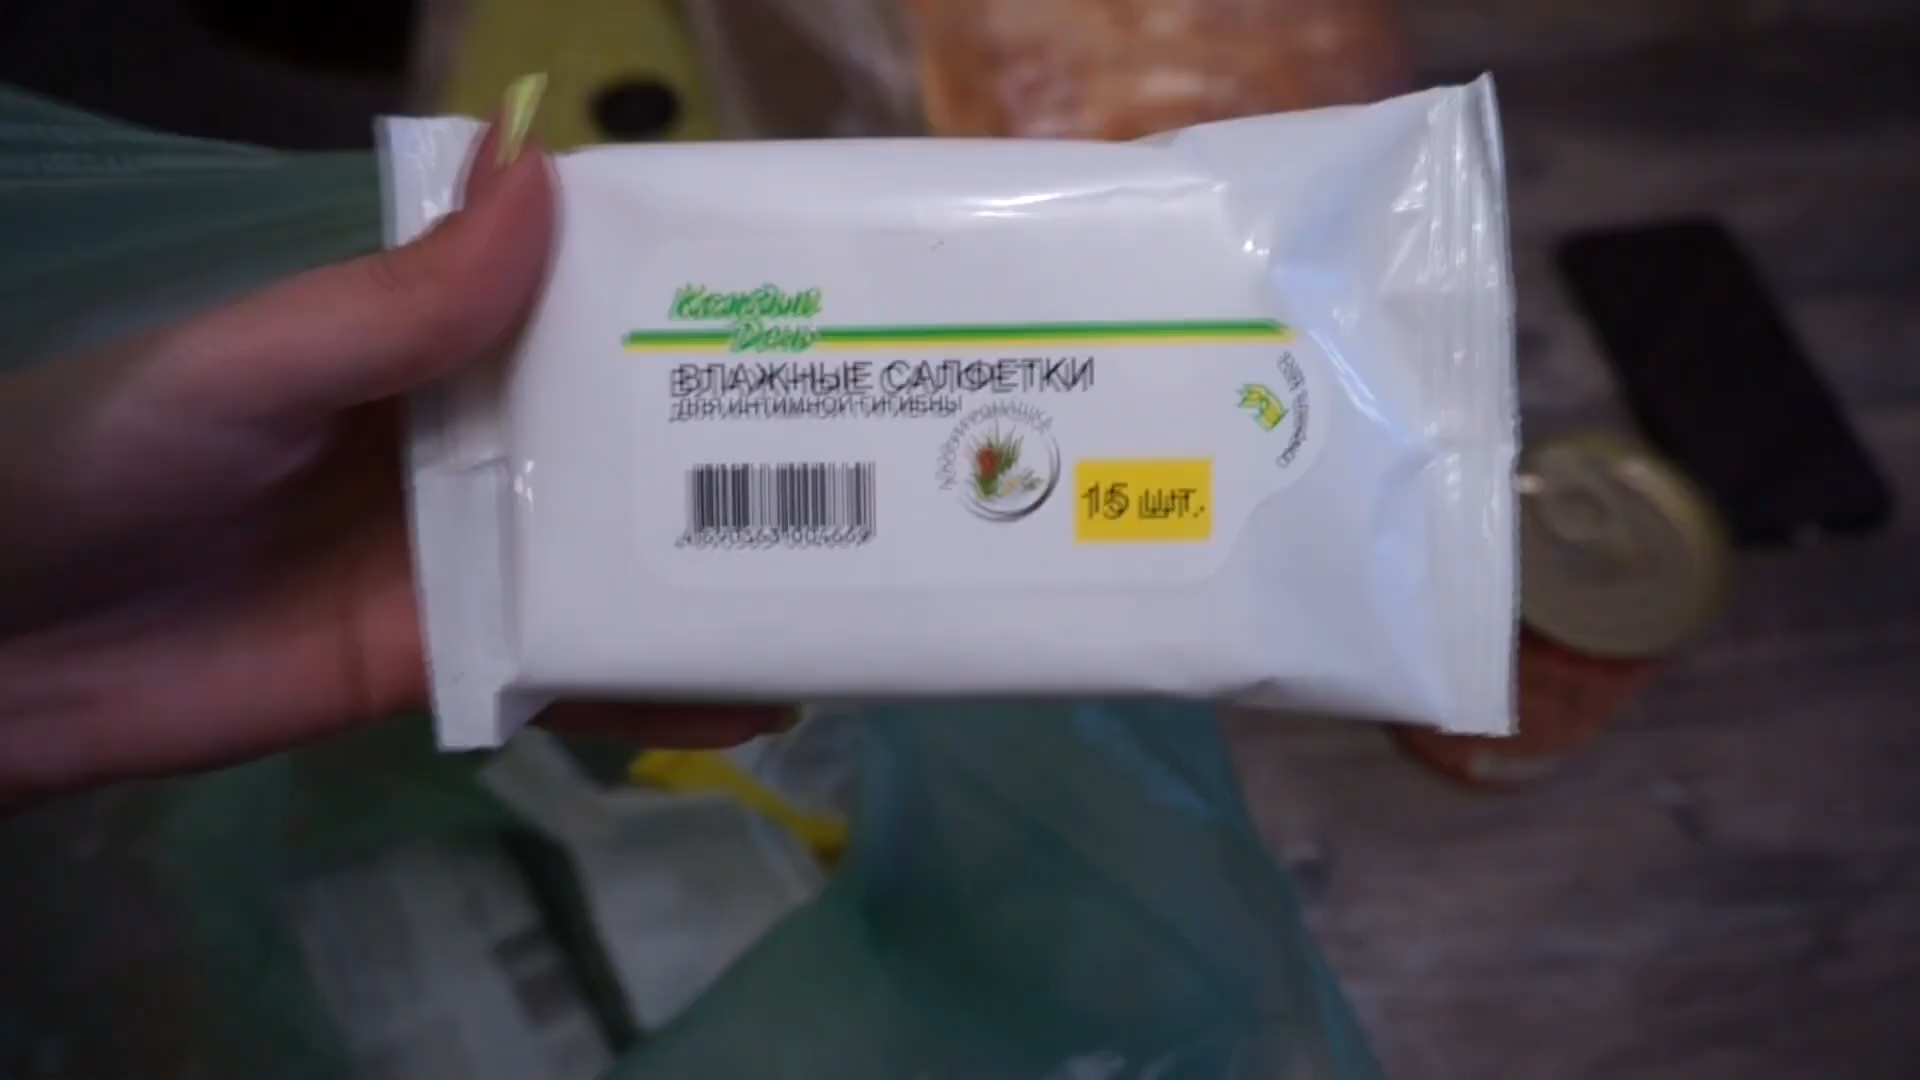 Каждый
День
ВЛАЖНЫЕ САЛФЕТКИ
ДЛЯ ИНТИМНОЙ ГИГИЕНЫ
15 шт.